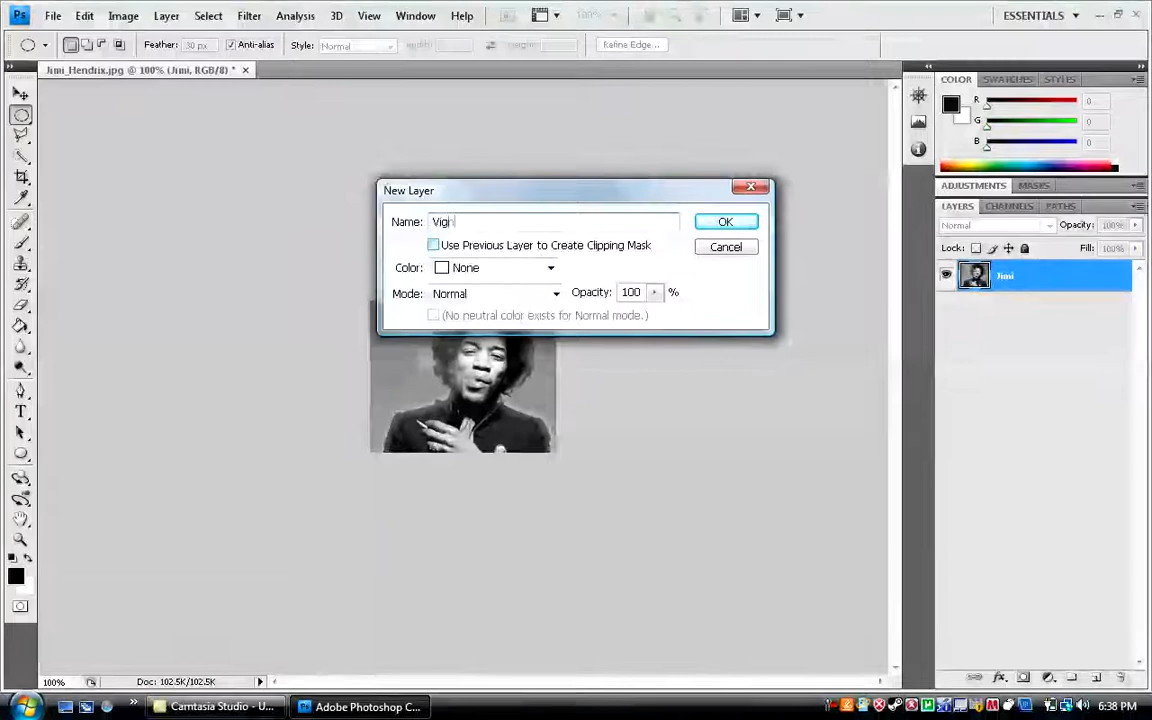 Ps File Edit Image Layer Select Filter Analysis 3D View Window Help 100% ESSENTIALS
Feather: 30 px Anti-alias Style: Normal Width: Height: Refine Edge...
Jimi_Hendrix.jpg @ 100% (Jimi, RGB/8) *
COLOR SWATCHES STYLES
R 0
G 0
B 0
New Layer
Name: Vign
OK
Use Previous Layer to Create Clipping Mask
Cancel
Color: None
Mode: Normal Opacity: 100 %
(No neutral color exists for Normal mode.)
ADJUSTMENTS MASKS
LAYERS CHANNELS PATHS
Normal Opacity: 100%
Lock: Fill: 100%
Jimi
T
100% Doc: 102.5K/102.5K
Camtasia Studio - U... Adobe Photoshop C... 6:38 PM